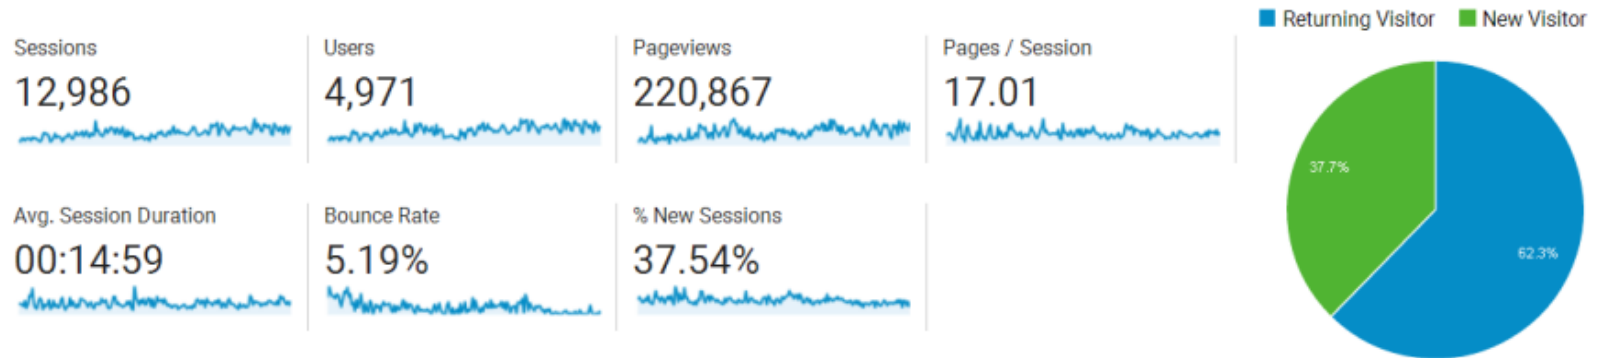 Returning Visitor New Visitor
Sessions
12,986
Users
4,971
Pageviews
220,867
Pages / Session
17.01
Avg. Session Duration
00:14:59
Bounce Rate
5.19%
% New Sessions
37.54%
37.7%
62.3%